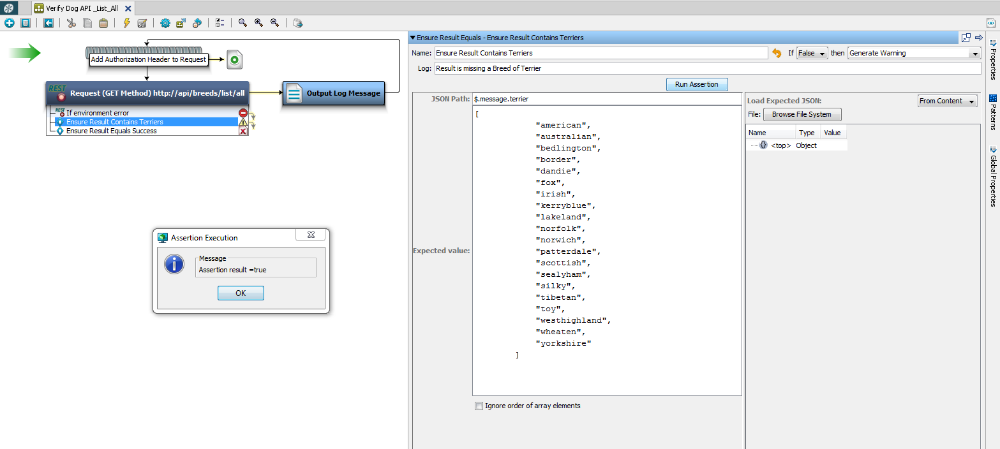 Verify Dog API _List_All
Add Authorization Header to Request
REST
Request (GET Method) http://api/breeds/list/all
Output Log Message
REST If environment error
Ensure Result Contains Terriers
Ensure Result Equals Success
Assertion Execution
Message
Assertion result =true
OK
Ensure Result Equals - Ensure Result Contains Terriers
Name: Ensure Result Contains Terriers If False then Generate Warning
Log: Result is missing a Breed of Terrier
Run Assertion
JSON Path: $.message.terrier
Expected value:
[
"american",
"australian",
"bedlington",
"border",
"dandie",
"fox",
"irish",
"kerryblue",
"lakeland",
"norfolk",
"norwich",
"patterdale",
"scottish",
"sealyham",
"silky",
"tibetan",
"toy",
"westhighland",
"wheaten",
"yorkshire"
]
Ignore order of array elements
Load Expected JSON: From Content
File: Browse File System
Name Type Value
<top> Object
Properties
Patterns
Global Properties